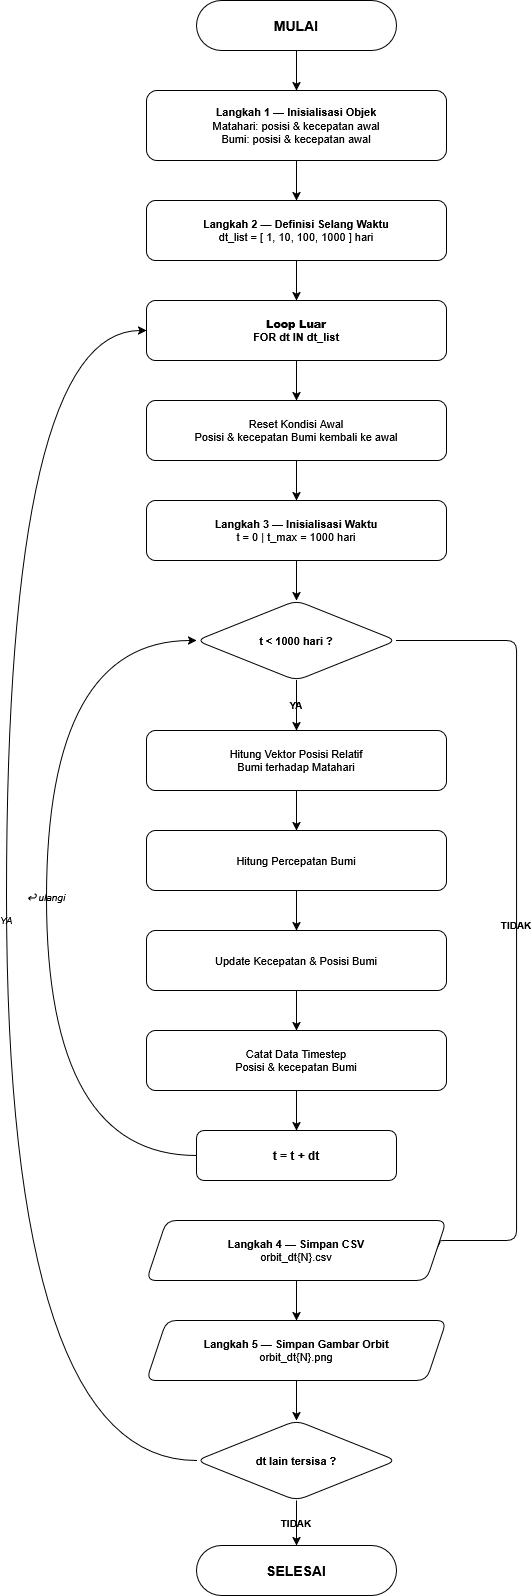 MULAI
Langkah 1 — Inisialisasi Objek
Matahari: posisi & kecepatan awal
Bumi: posisi & kecepatan awal
Langkah 2 — Definisi Selang Waktu
dt_list = [ 1, 10, 100, 1000 ] hari
Loop Luar
FOR dt IN dt_list
Reset Kondisi Awal
Posisi & kecepatan Bumi kembali ke awal
Langkah 3 — Inisialisasi Waktu
t = 0 | t_max = 1000 hari
t < 1000 hari ?
YA
Hitung Vektor Posisi Relatif
Bumi terhadap Matahari
Hitung Percepatan Bumi
↩ ulangi
YA
TIDAK
Update Kecepatan & Posisi Bumi
Catat Data Timestep
Posisi & kecepatan Bumi
t = t + dt
Langkah 4 — Simpan CSV
orbit_dt{N}.csv
Langkah 5 — Simpan Gambar Orbit
orbit_dt{N}.png
dt lain tersisa ?
TIDAK
SELESAI